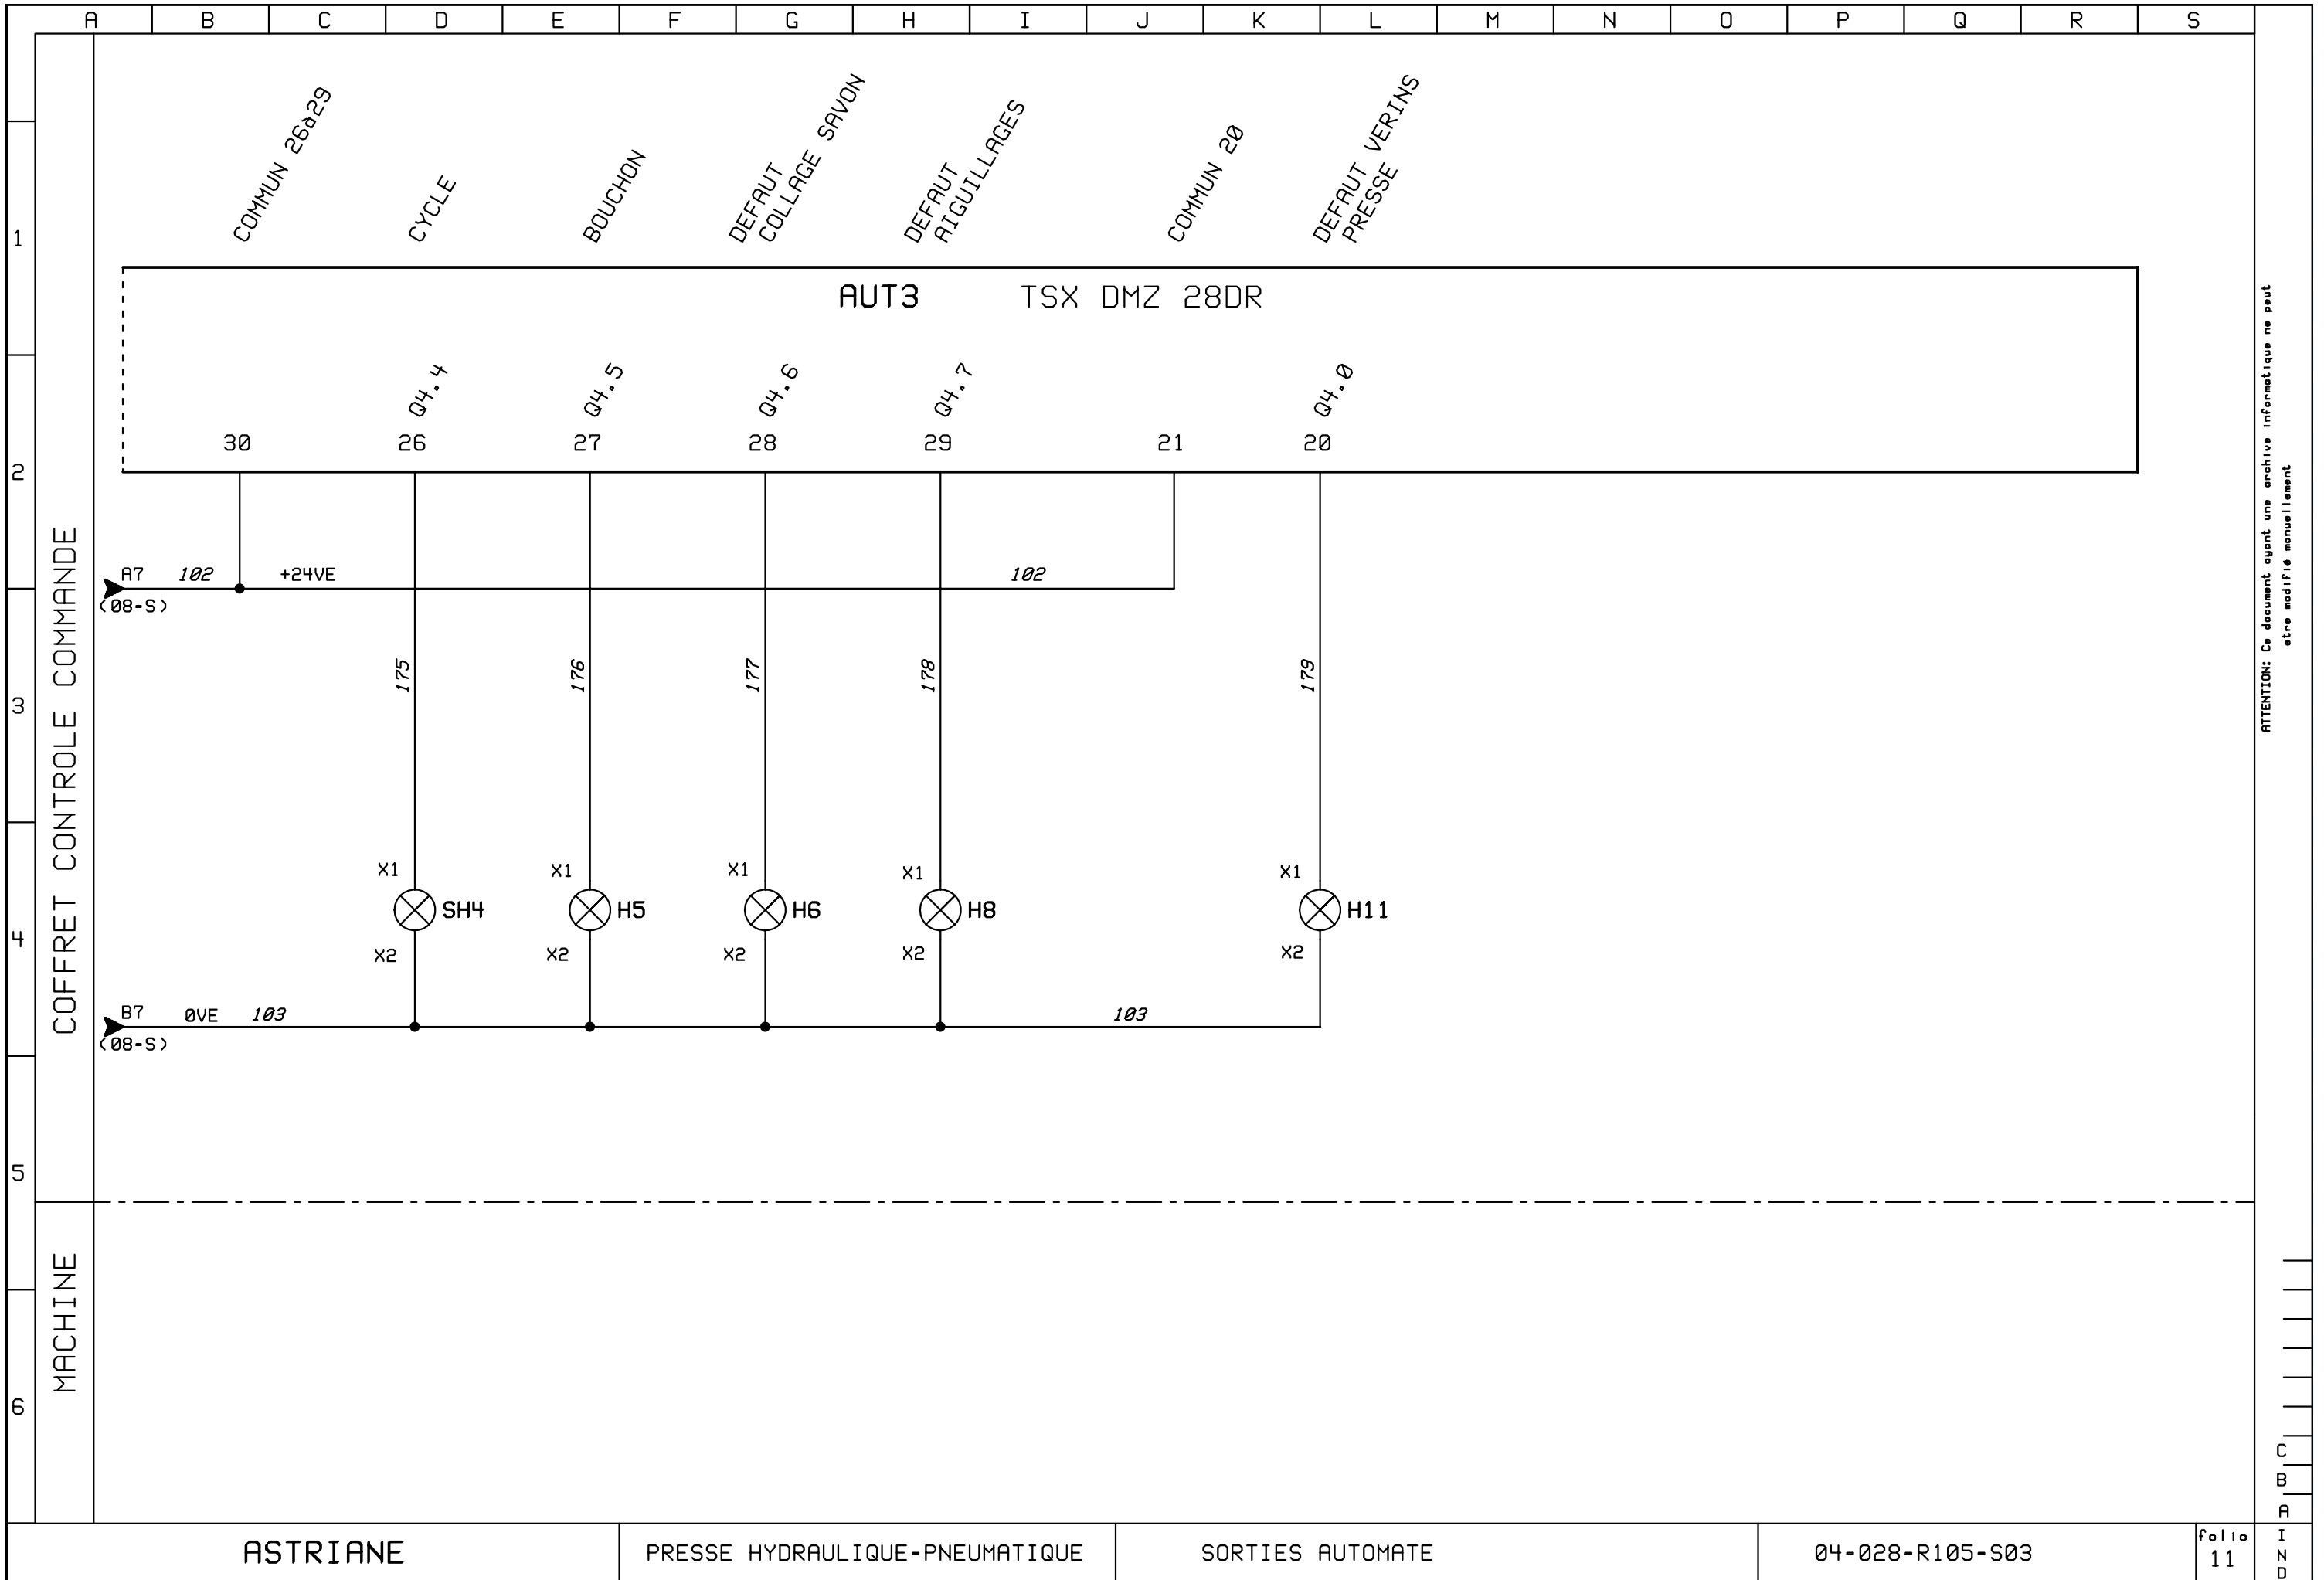 A B C D E F G H I J K L M N O P Q R S
COMMUN 26à29
CYCLE
BOUCHON
DEFAUT
COLLAGE SAVON
DEFAUT
AIGUILLAGES
COMMUN 20
DEFAUT VERINS
PRESSE
1
AUT3 TSX DMZ 28DR
Q4.4 Q4.5 Q4.6 Q4.7 Q4.0
30 26 27 28 29 21 20
2
A7 102 +24VE 102
(08-S)
175 176 177 178 179
3
COFFRET CONTROLE COMMANDE
X1 X1 X1 X1 X1
SH4 H5 H6 H8 H11
4
X2 X2 X2 X2 X2
B7 0VE 103 103
(08-S)
5
MACHINE
6
ATTENTION: Ce document ayant une archive informatique ne peut
etre modifié manuellement
C
B
A
IND
ASTRIANE PRESSE HYDRAULIQUE-PNEUMATIQUE SORTIES AUTOMATE 04-028-R105-S03
folio
11